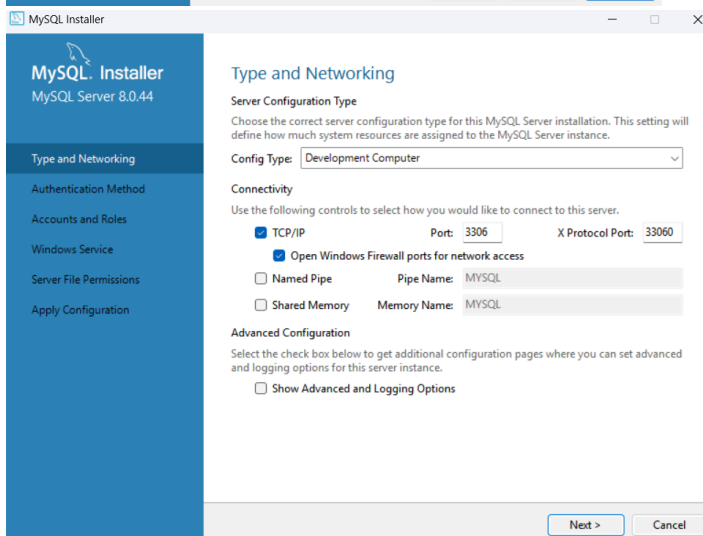 MySQL Installer
MySQL. Installer
MySQL Server 8.0.44
Type and Networking
Authentication Method
Accounts and Roles
Windows Service
Server File Permissions
Apply Configuration
Type and Networking
Server Configuration Type
Choose the correct server configuration type for this MySQL Server installation. This setting will
define how much system resources are assigned to the MySQL Server instance.
Config Type: Development Computer
Connectivity
Use the following controls to select how you would like to connect to this server.
TCP/IP Port: 3306 X Protocol Port: 33060
Open Windows Firewall ports for network access
Named Pipe Pipe Name: MYSQL
Shared Memory Memory Name: MYSQL
Advanced Configuration
Select the check box below to get additional configuration pages where you can set advanced
and logging options for this server instance.
Show Advanced and Logging Options
Next > Cancel